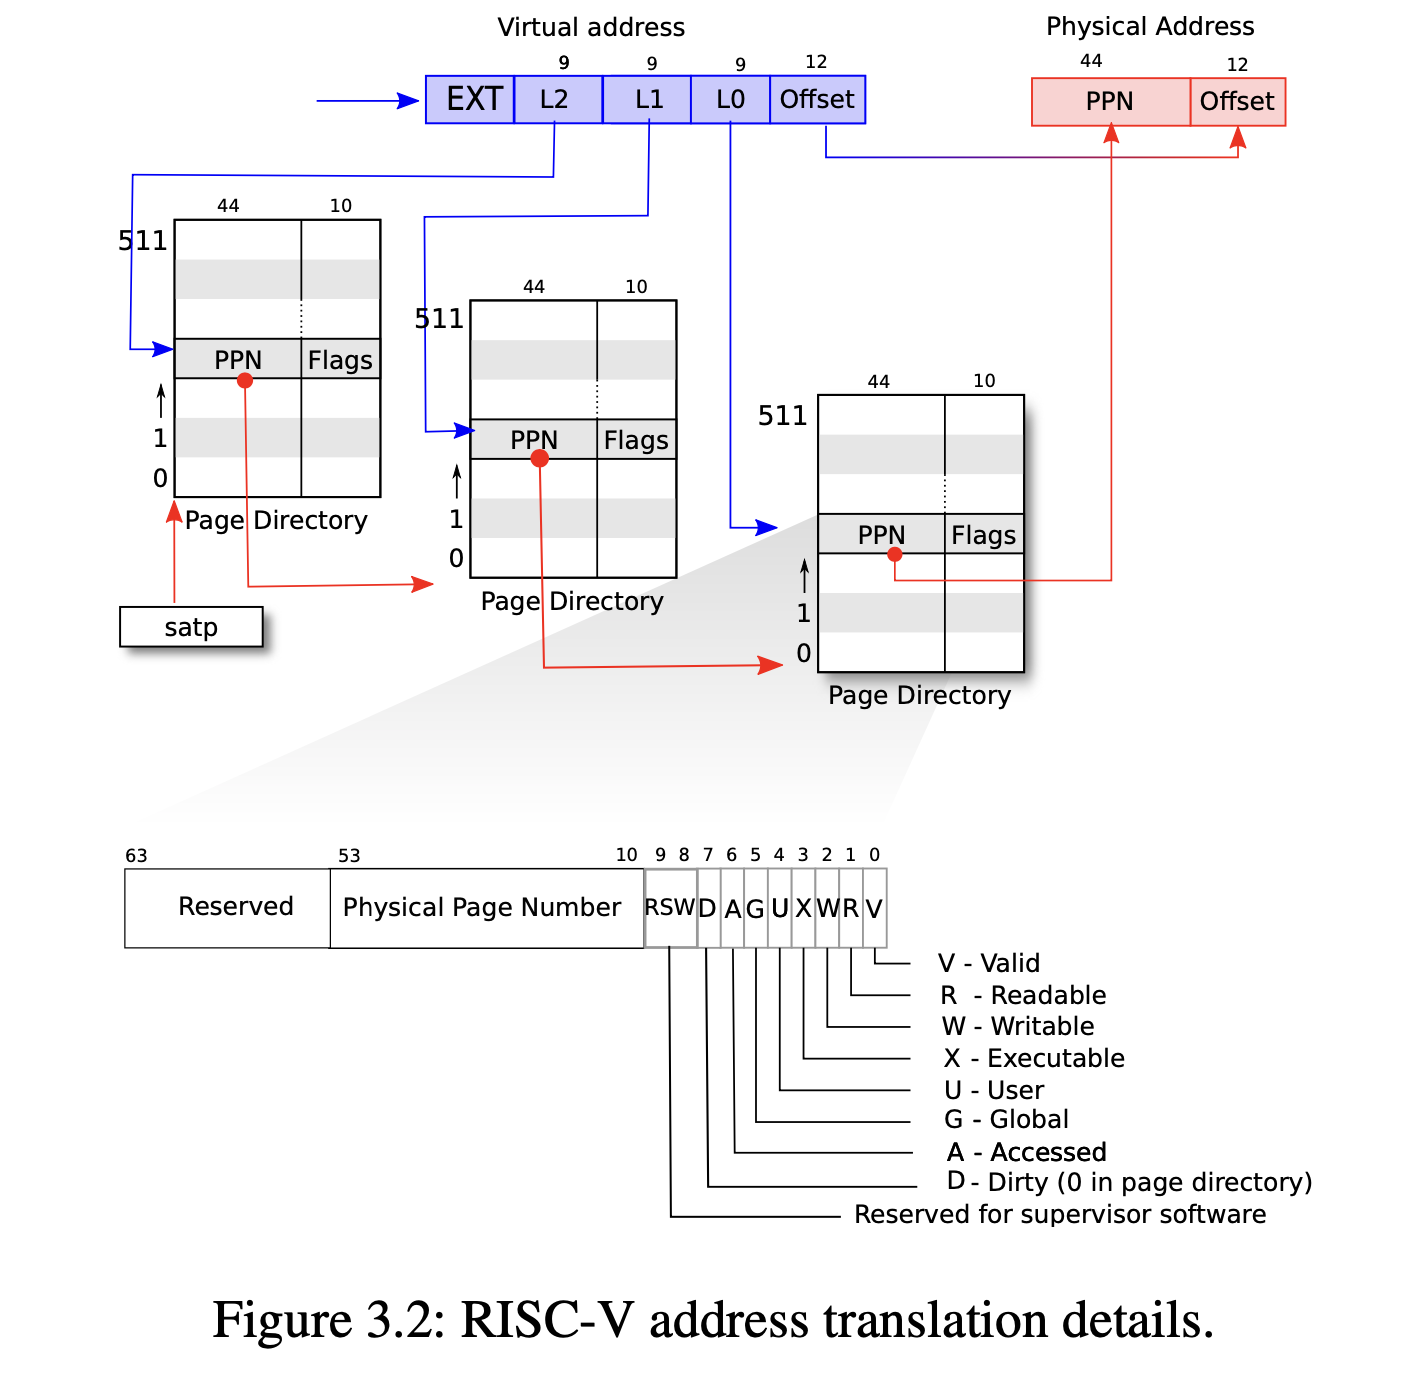 Virtual address
Physical Address
9 9 9 12
44 12
EXT L2 L1 L0 Offset
PPN Offset
44 10
511
PPN Flags
1
0
Page Directory
satp
44 10
511
PPN Flags
1
0
Page Directory
44 10
511
PPN Flags
1
0
Page Directory
63 53 10 9 8 7 6 5 4 3 2 1 0
Reserved Physical Page Number RSW D A G U X W R V
V - Valid
R - Readable
W - Writable
X - Executable
U - User
G - Global
A - Accessed
D - Dirty (0 in page directory)
Reserved for supervisor software
Figure 3.2: RISC-V address translation details.